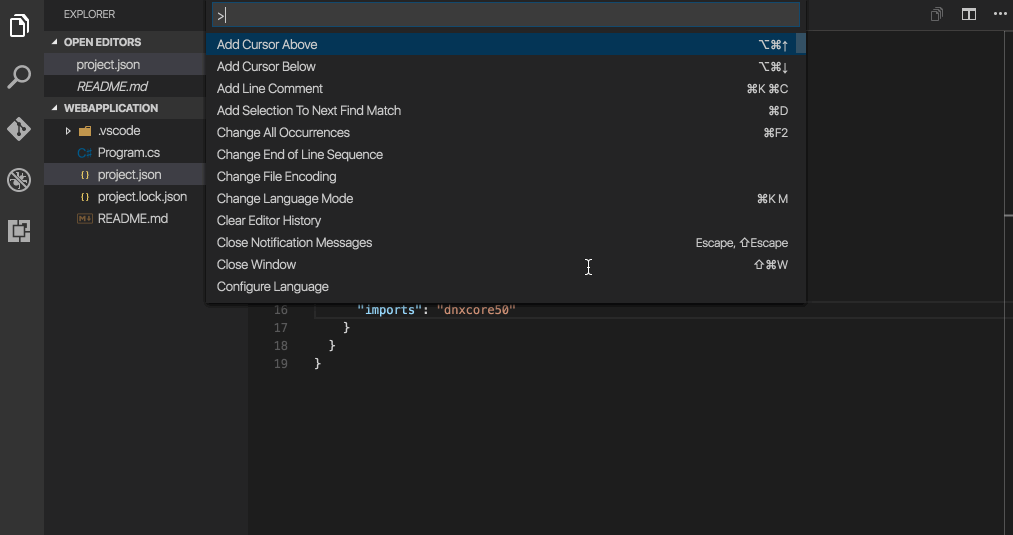 EXPLORER
OPEN EDITORS
project.json
README.md
WEBAPPLICATION
.vscode
C# Program.cs
{} project.json
{} project.lock.json
M↓ README.md
>
Add Cursor Above ⌥⌘↑
Add Cursor Below ⌥⌘↓
Add Line Comment ⌘K ⌘C
Add Selection To Next Find Match ⌘D
Change All Occurrences ⌘F2
Change End of Line Sequence
Change File Encoding
Change Language Mode ⌘K M
Clear Editor History
Close Notification Messages Escape, ⇧Escape
Close Window ⇧⌘W
Configure Language
16 "imports": "dnxcore50"
17 }
18 }
19 }